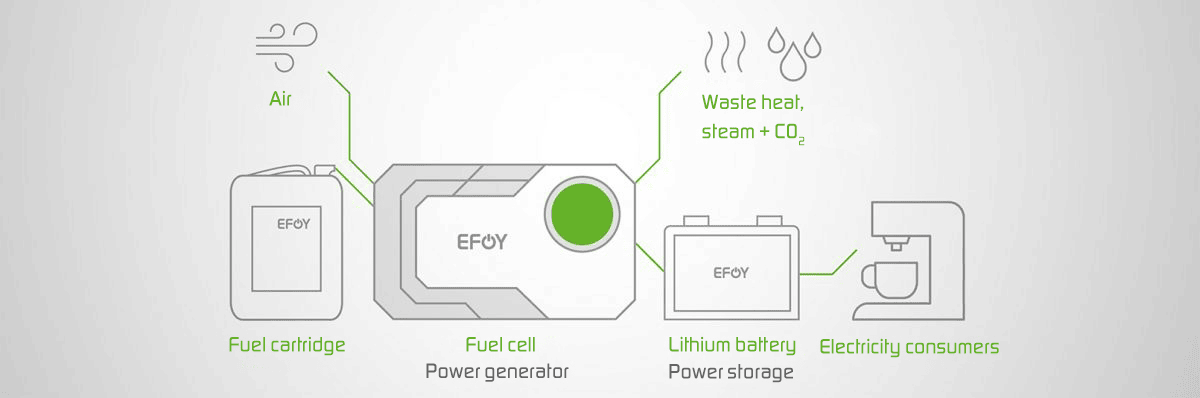 Air
Waste heat,
steam + CO₂
EFOY
EFOY
EFOY
Fuel cartridge
Fuel cell
Power generator
Lithium battery
Power storage
Electricity consumers